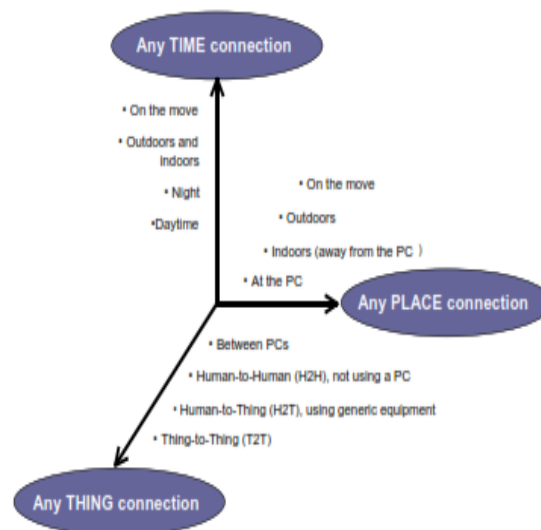 Any TIME connection
• On the move
• Outdoors and
indoors
• Night
•Daytime
• On the move
• Outdoors
• Indoors (away from the PC )
• At the PC
Any PLACE connection
• Between PCs
• Human-to-Human (H2H), not using a PC
• Human-to-Thing (H2T), using generic equipment
• Thing-to-Thing (T2T)
Any THING connection